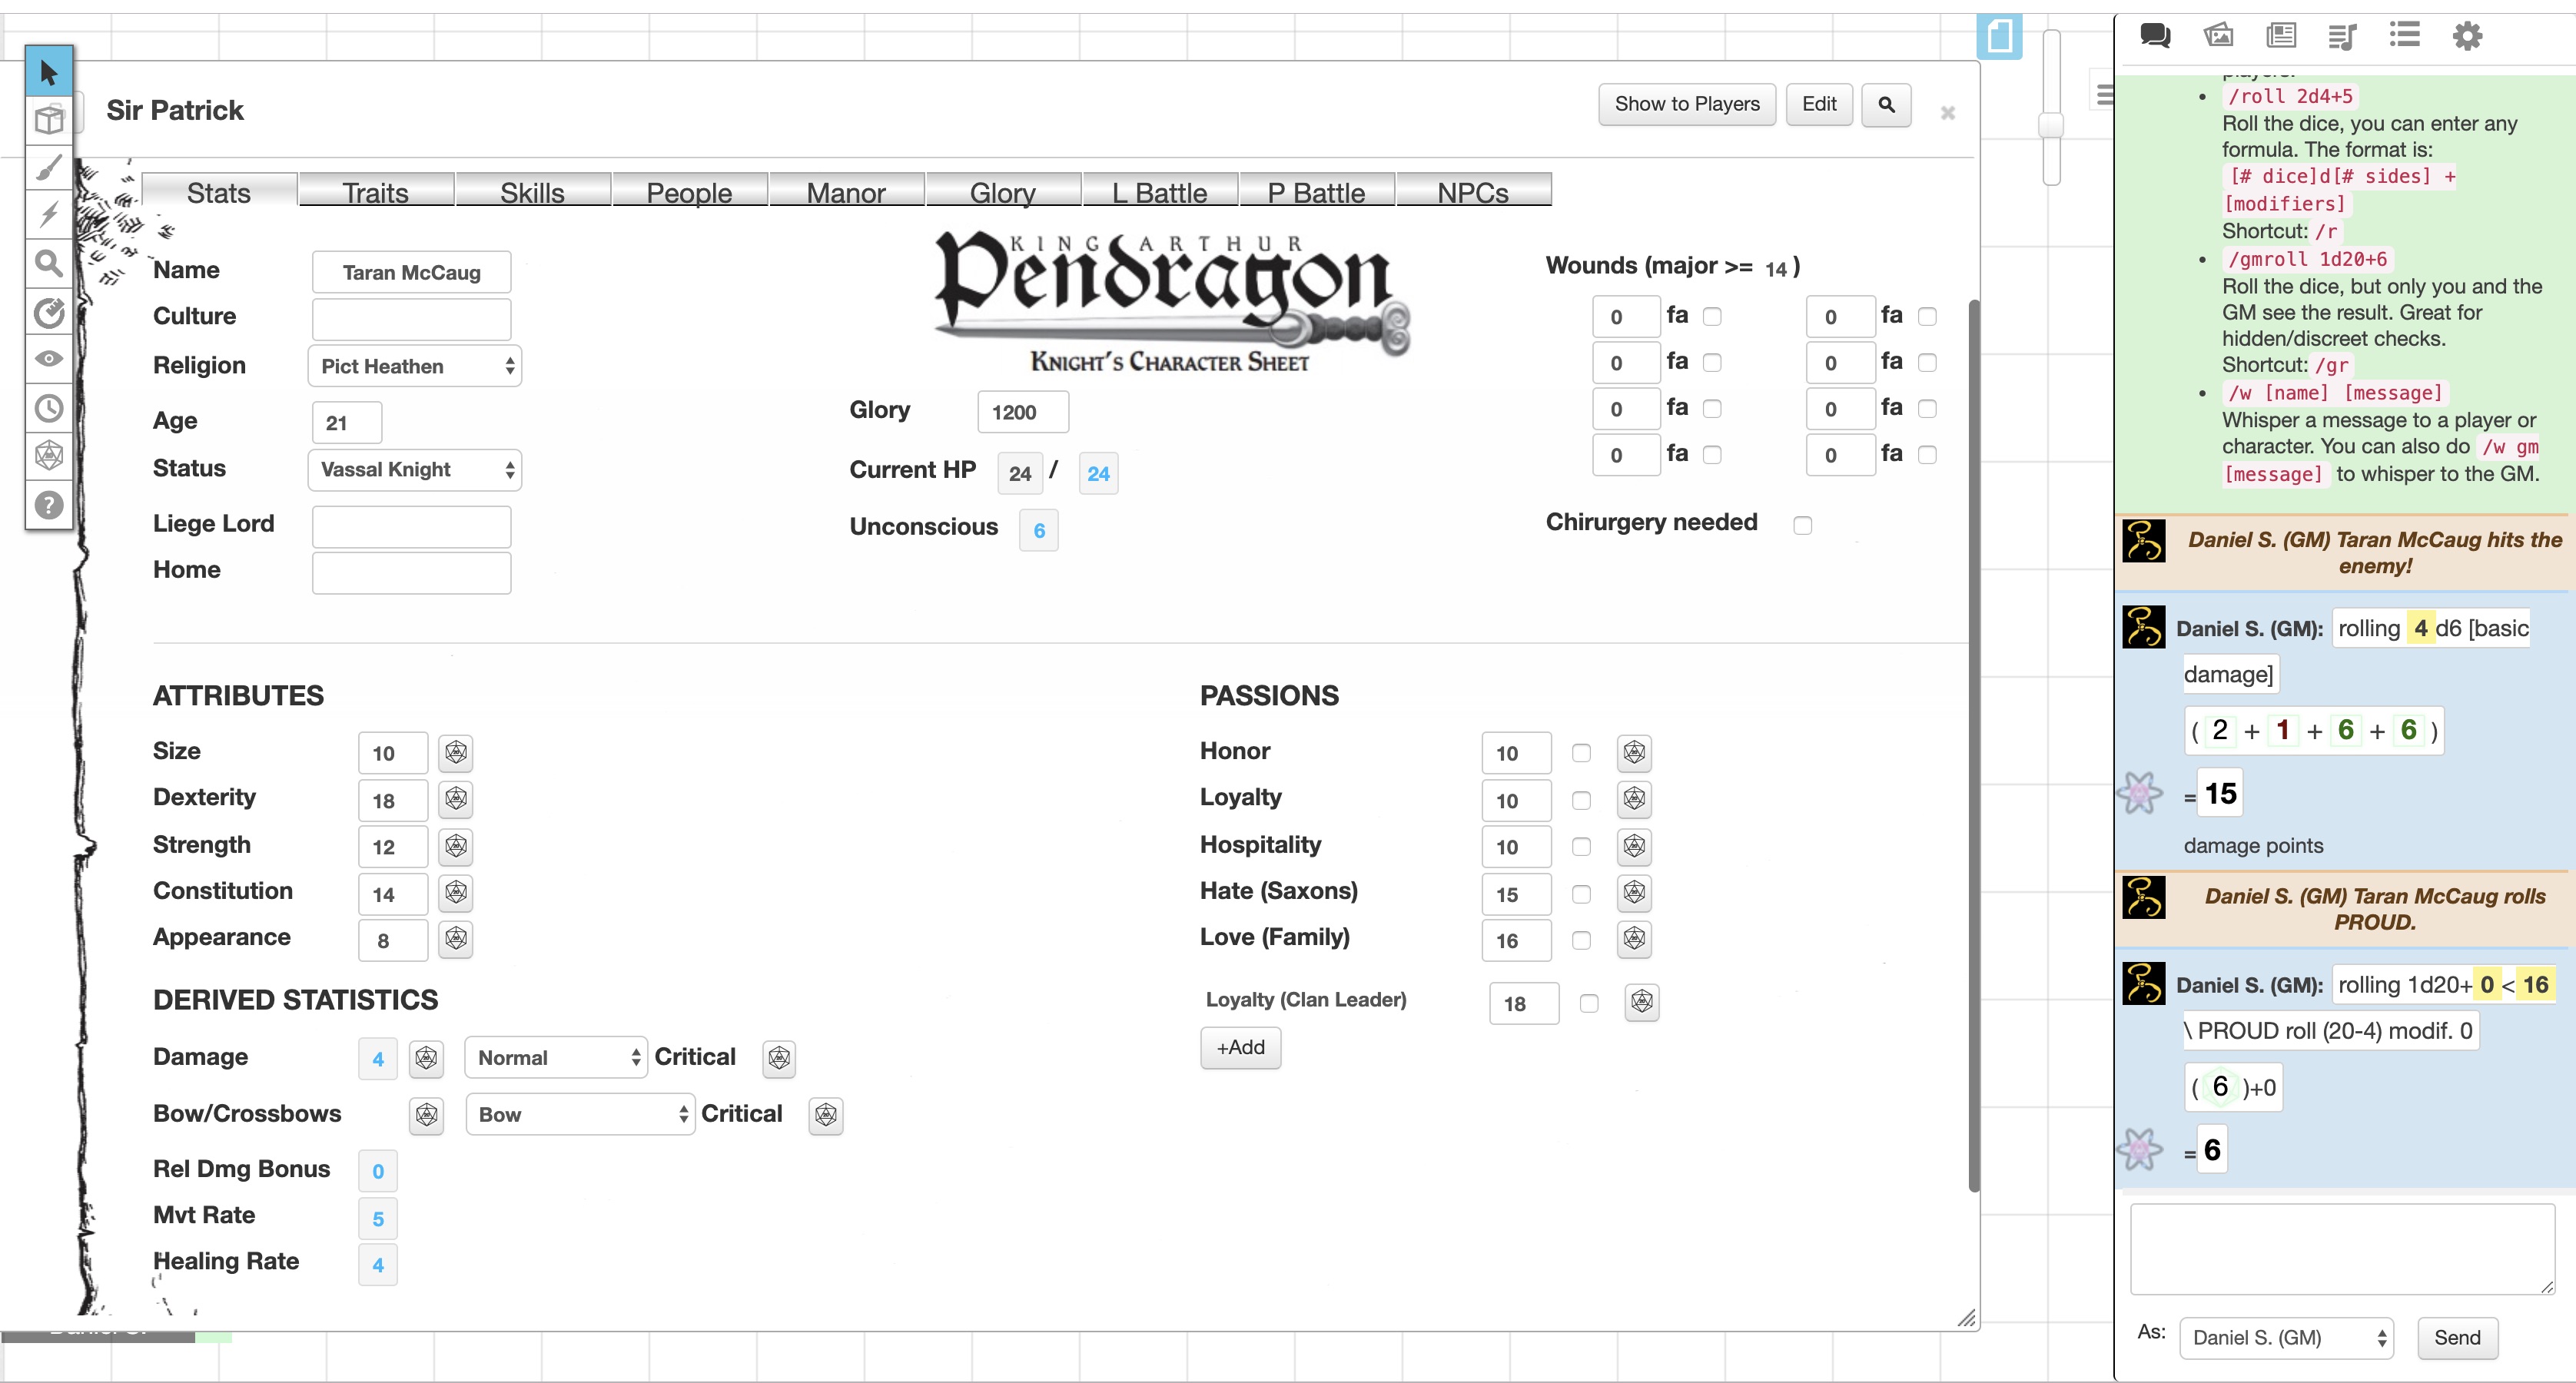 Sir Patrick
Show to Players
Edit
Stats
Traits
Skills
People
Manor
Glory
L Battle
P Battle
NPCs
Name
Taran McCaug
Culture
Religion
Pict Heathen
Age
21
Status
Vassal Knight
Liege Lord
Home
KING ARTHUR
Pendragon
KNIGHT'S CHARACTER SHEET
Glory
1200
Current HP
24 / 24
Unconscious
6
Wounds (major >= 14 )
0 fa 0 fa
0 fa 0 fa
0 fa 0 fa
0 fa 0 fa
Chirurgery needed
ATTRIBUTES
Size
10
Dexterity
18
Strength
12
Constitution
14
Appearance
8
DERIVED STATISTICS
Damage
4
Normal
Critical
Bow/Crossbows
Bow
Critical
Rel Dmg Bonus
0
Mvt Rate
5
Healing Rate
4
PASSIONS
Honor
10
Loyalty
10
Hospitality
10
Hate (Saxons)
15
Love (Family)
16
Loyalty (Clan Leader)
18
+Add
players.
• /roll 2d4+5
Roll the dice, you can enter any
formula. The format is:
[# dice]d[# sides] +
[modifiers]
Shortcut: /r
• /gmroll 1d20+6
Roll the dice, but only you and the
GM see the result. Great for
hidden/discreet checks.
Shortcut: /gr
• /w [name] [message]
Whisper a message to a player or
character. You can also do /w gm
[message] to whisper to the GM.
Daniel S. (GM) Taran McCaug hits the
enemy!
Daniel S. (GM): rolling 4 d6 [basic
damage]
( 2 + 1 + 6 + 6 )
= 15
damage points
Daniel S. (GM) Taran McCaug rolls
PROUD.
Daniel S. (GM): rolling 1d20+ 0 < 16
\ PROUD roll (20-4) modif. 0
( 6 )+0
= 6
As:
Daniel S. (GM)
Send